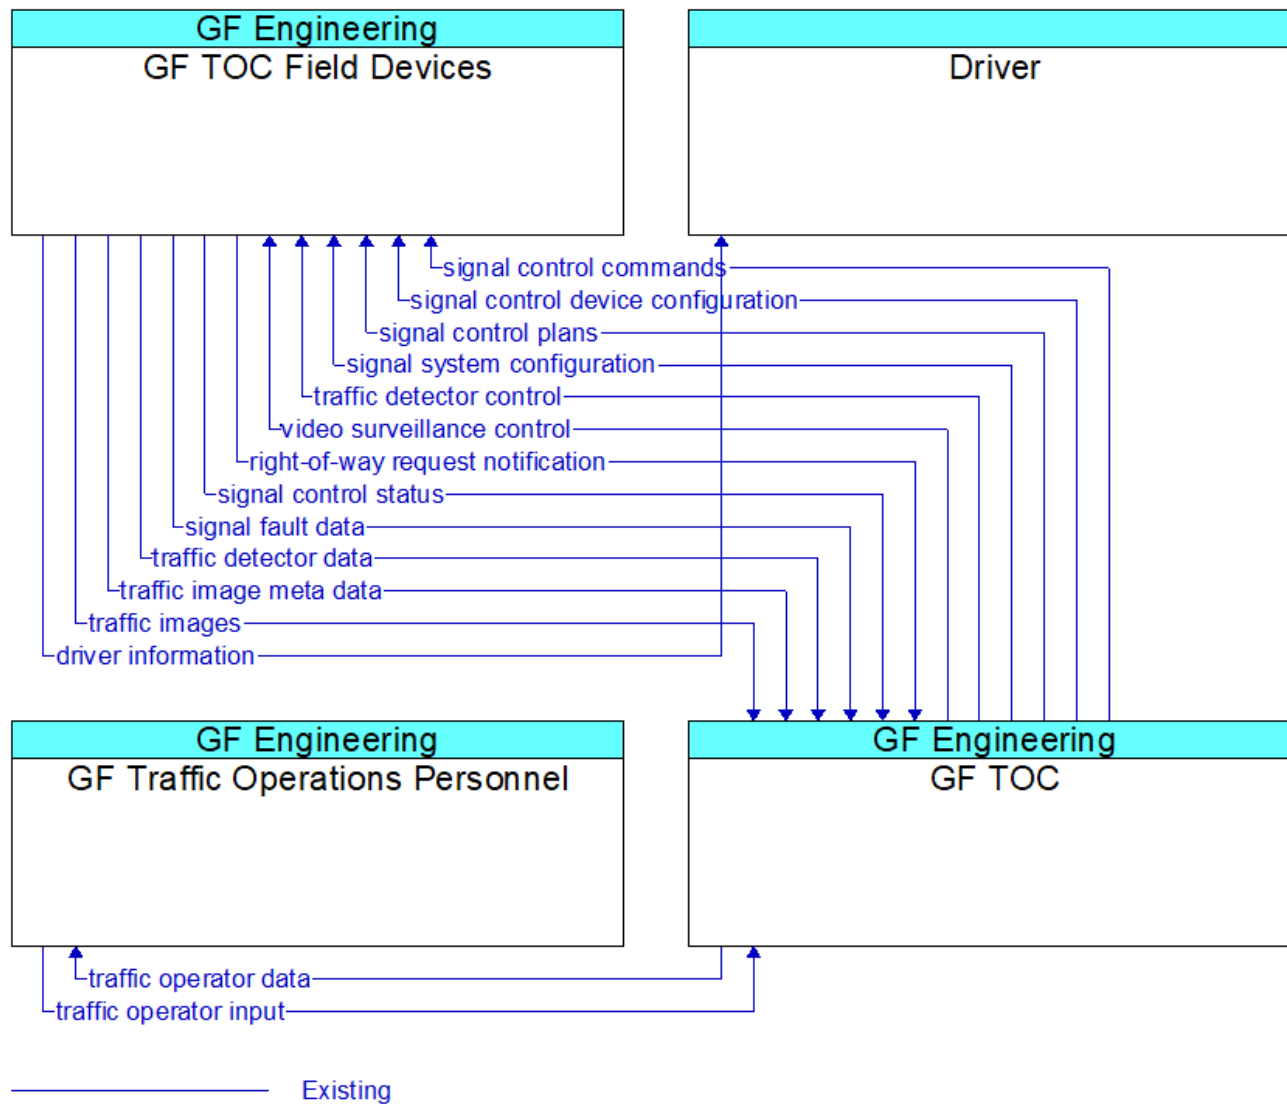 GF Engineering
GF TOC Field Devices
Driver
signal control commands
signal control device configuration
signal control plans
signal system configuration
traffic detector control
video surveillance control
right-of-way request notification
signal control status
signal fault data
traffic detector data
traffic image meta data
traffic images
driver information
GF Engineering
GF Traffic Operations Personnel
GF Engineering
GF TOC
traffic operator data
traffic operator input
Existing